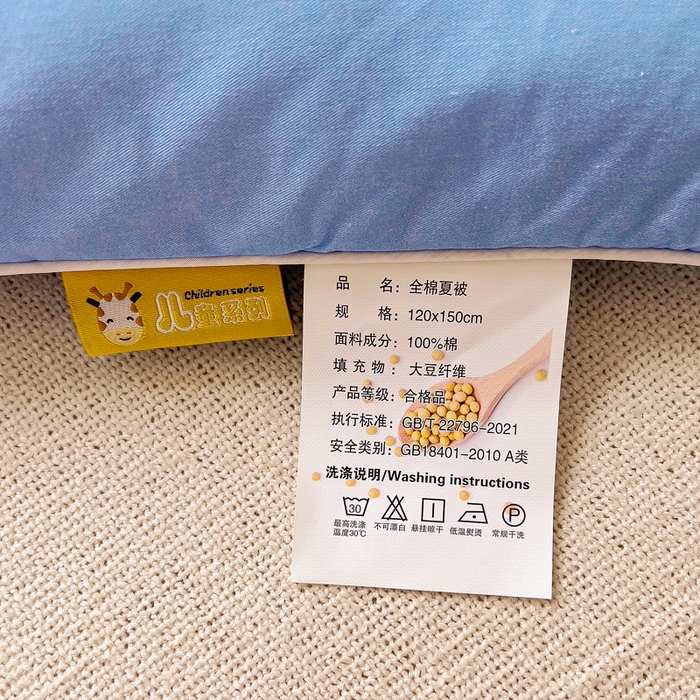 Children series
儿童系列
品 名：全棉夏被
规 格：120x150cm
面料成分：100%棉
填 充 物：大豆纤维
产品等级：合格品
执行标准：GB/T 22796-2021
安全类别：GB18401-2010 A类
洗涤说明/Washing instructions
30 P
最高洗涤 不可漂白 悬挂晾干 低温熨烫 常规干洗
温度30℃